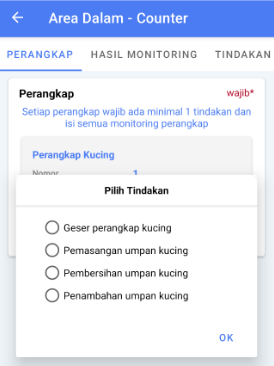 Area Dalam - Counter
PERANGKAP HASIL MONITORING TINDAKAN
Perangkap wajib*
Setiap perangkap wajib ada minimal 1 tindakan dan
isi semua monitoring perangkap
Perangkap Kucing
Nomor 1
Pilih Tindakan
Geser perangkap kucing
Pemasangan umpan kucing
Pembersihan umpan kucing
Penambahan umpan kucing
OK